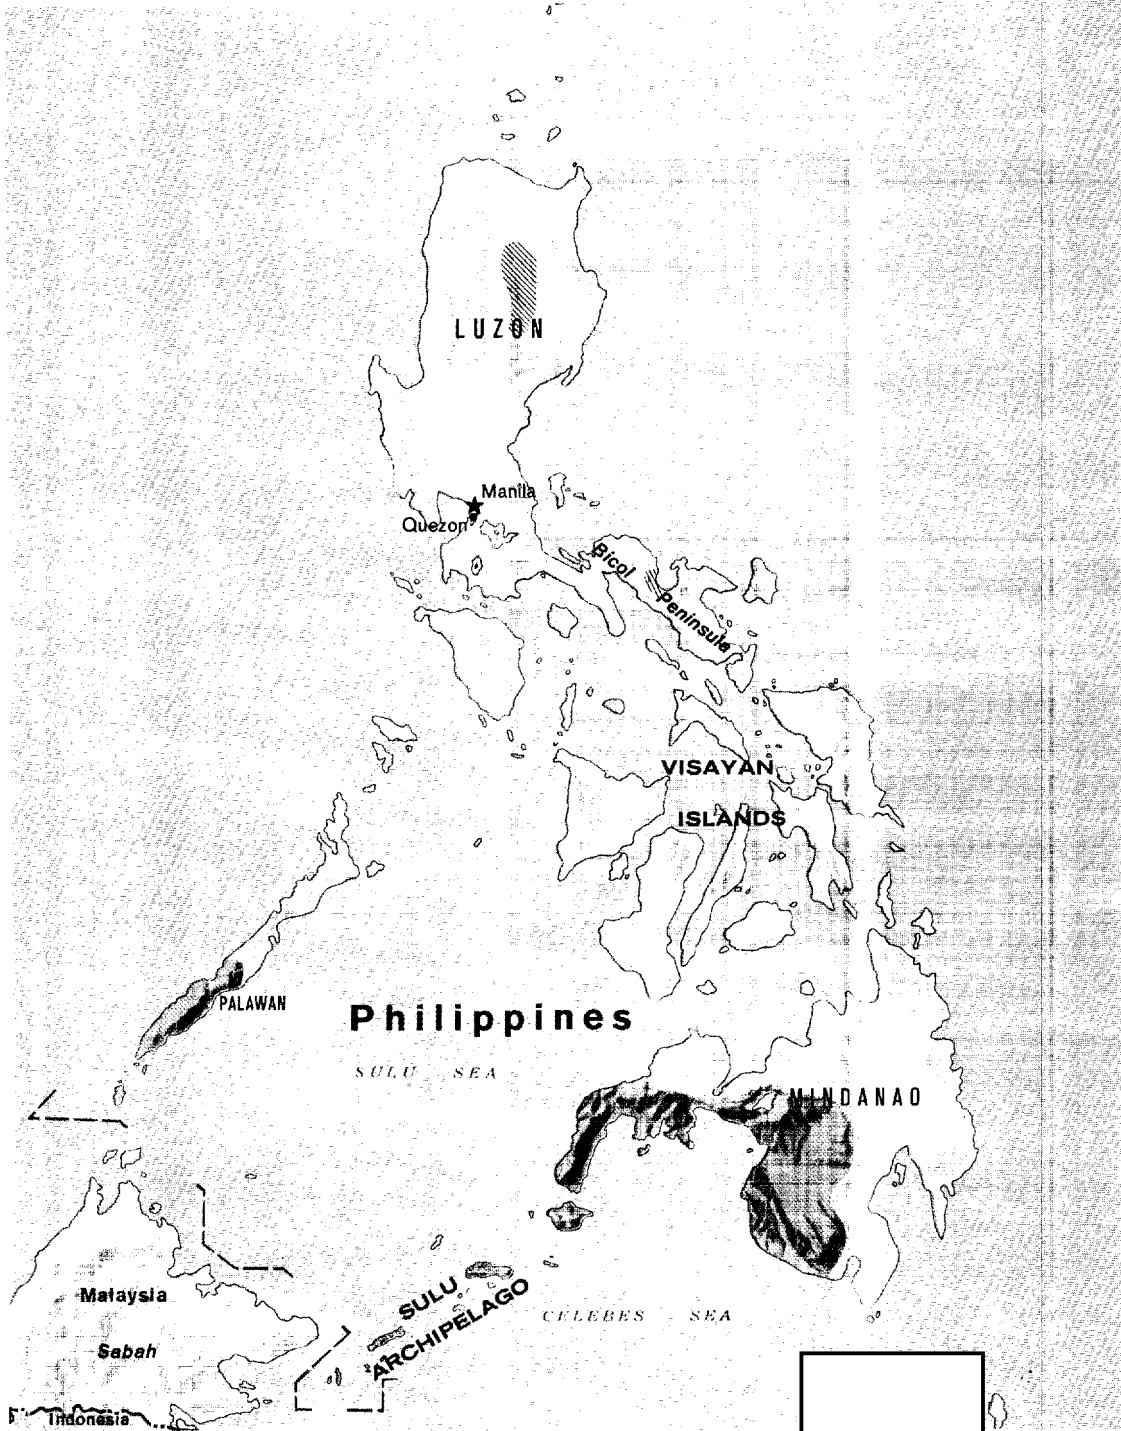 LUZON
Manila
Quezon
Bicol
Peninsula
VISAYAN
ISLANDS
PALAWAN
Philippines
SULU SEA
MINDANAO
SULU
ARCHIPELAGO
CELEBES SEA
Malaysia
Sabah
Indonesia